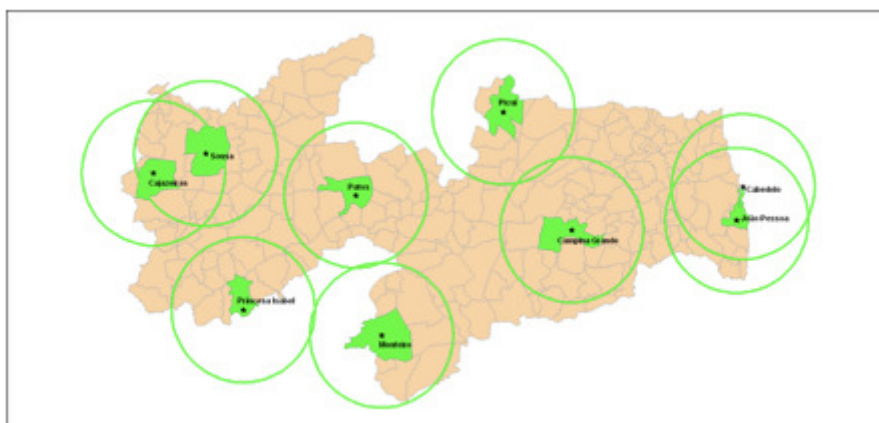 Picuí
Sousa
Cajazeiras
Patos
Cabedelo
João Pessoa
Campina Grande
Princesa Isabel
Monteiro